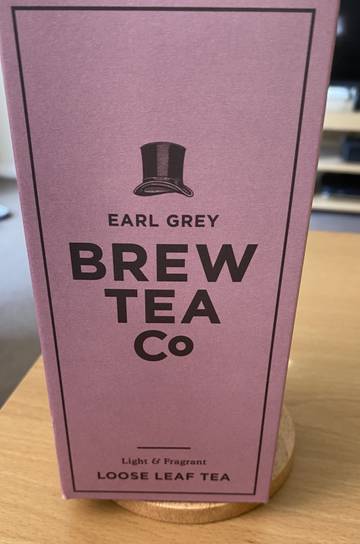 EARL GREY
BREW
TEA
Co
Light & Fragrant
LOOSE LEAF TEA